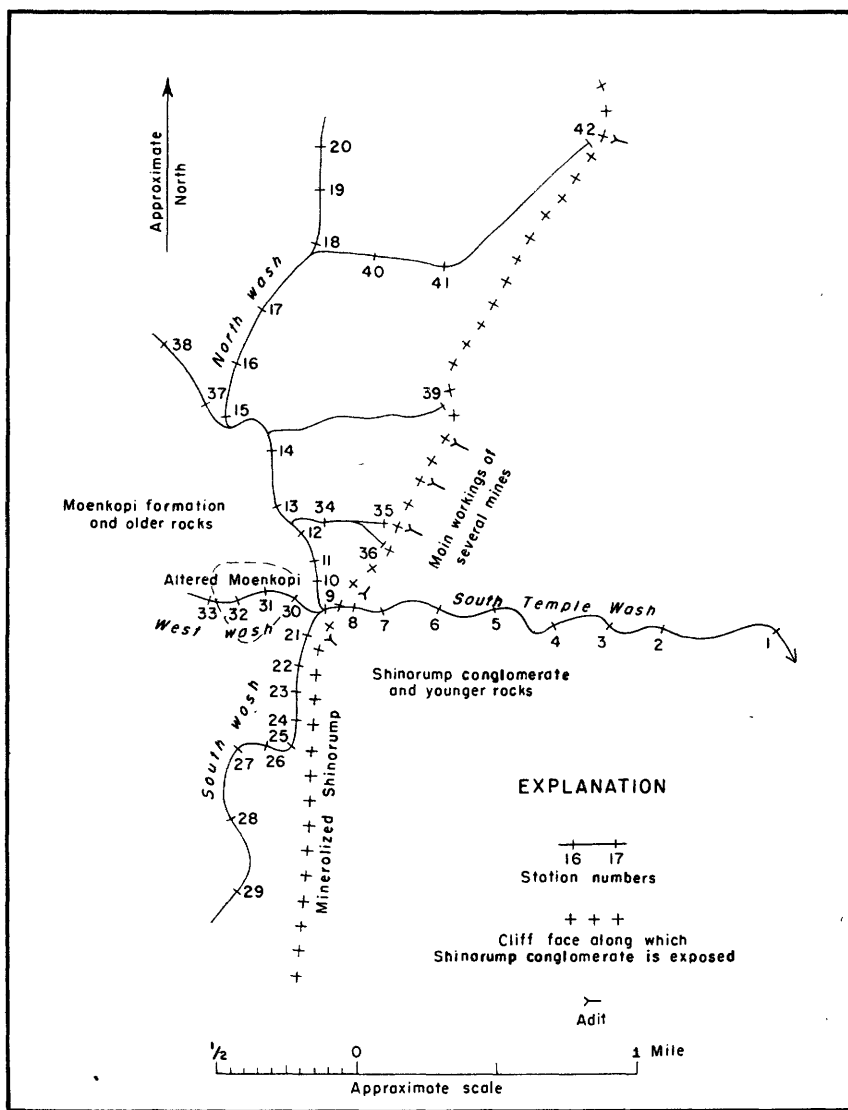 Approximate
North
42
20
19
18
40
41
North wash
17
38
16
37
39
15
14
Main workings of
several mines
Moenkopi formation
and older rocks
13
34
35
12
36
11
Altered Moenkopi
10
9
33
32
31
30
8
7
6
5
4
3
2
1
South Temple Wash
West wash
21
Shinarump conglomerate
and younger rocks
22
23
24
25
26
27
South wash
28
29
Mineralized Shinarump
EXPLANATION
16 17
Station numbers
Cliff face along which
Shinarump conglomerate is exposed
Adit
1/2 0 1 Mile
Approximate scale